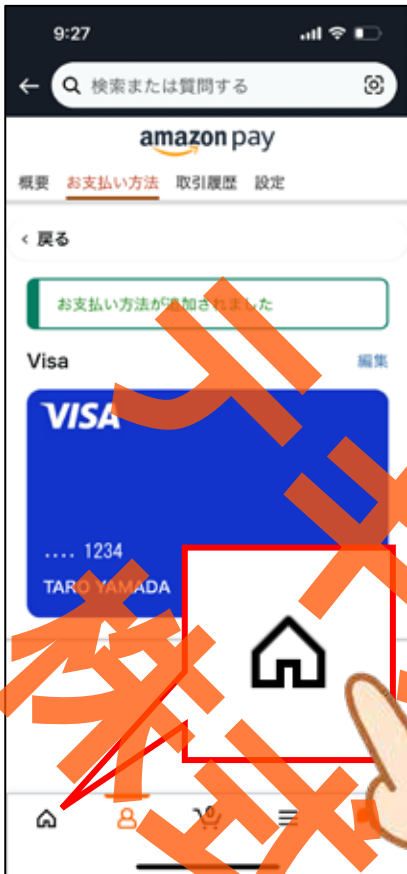 9:27
検索または質問する
amazon pay
概要 お支払い方法 取引履歴 設定
< 戻る
お支払い方法が追加されました
Visa 編集
VISA
.... 1234
TARO YAMADA
0